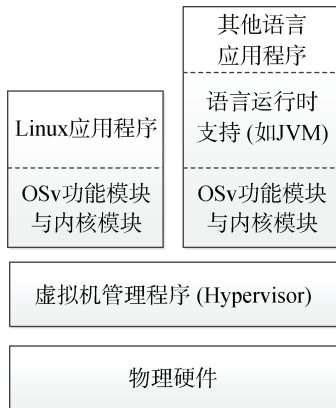 Linux应用程序
OSv功能模块
与内核模块
其他语言
应用程序
语言运行时
支持 (如JVM)
OSv功能模块
与内核模块
虚拟机管理程序 (Hypervisor)
物理硬件